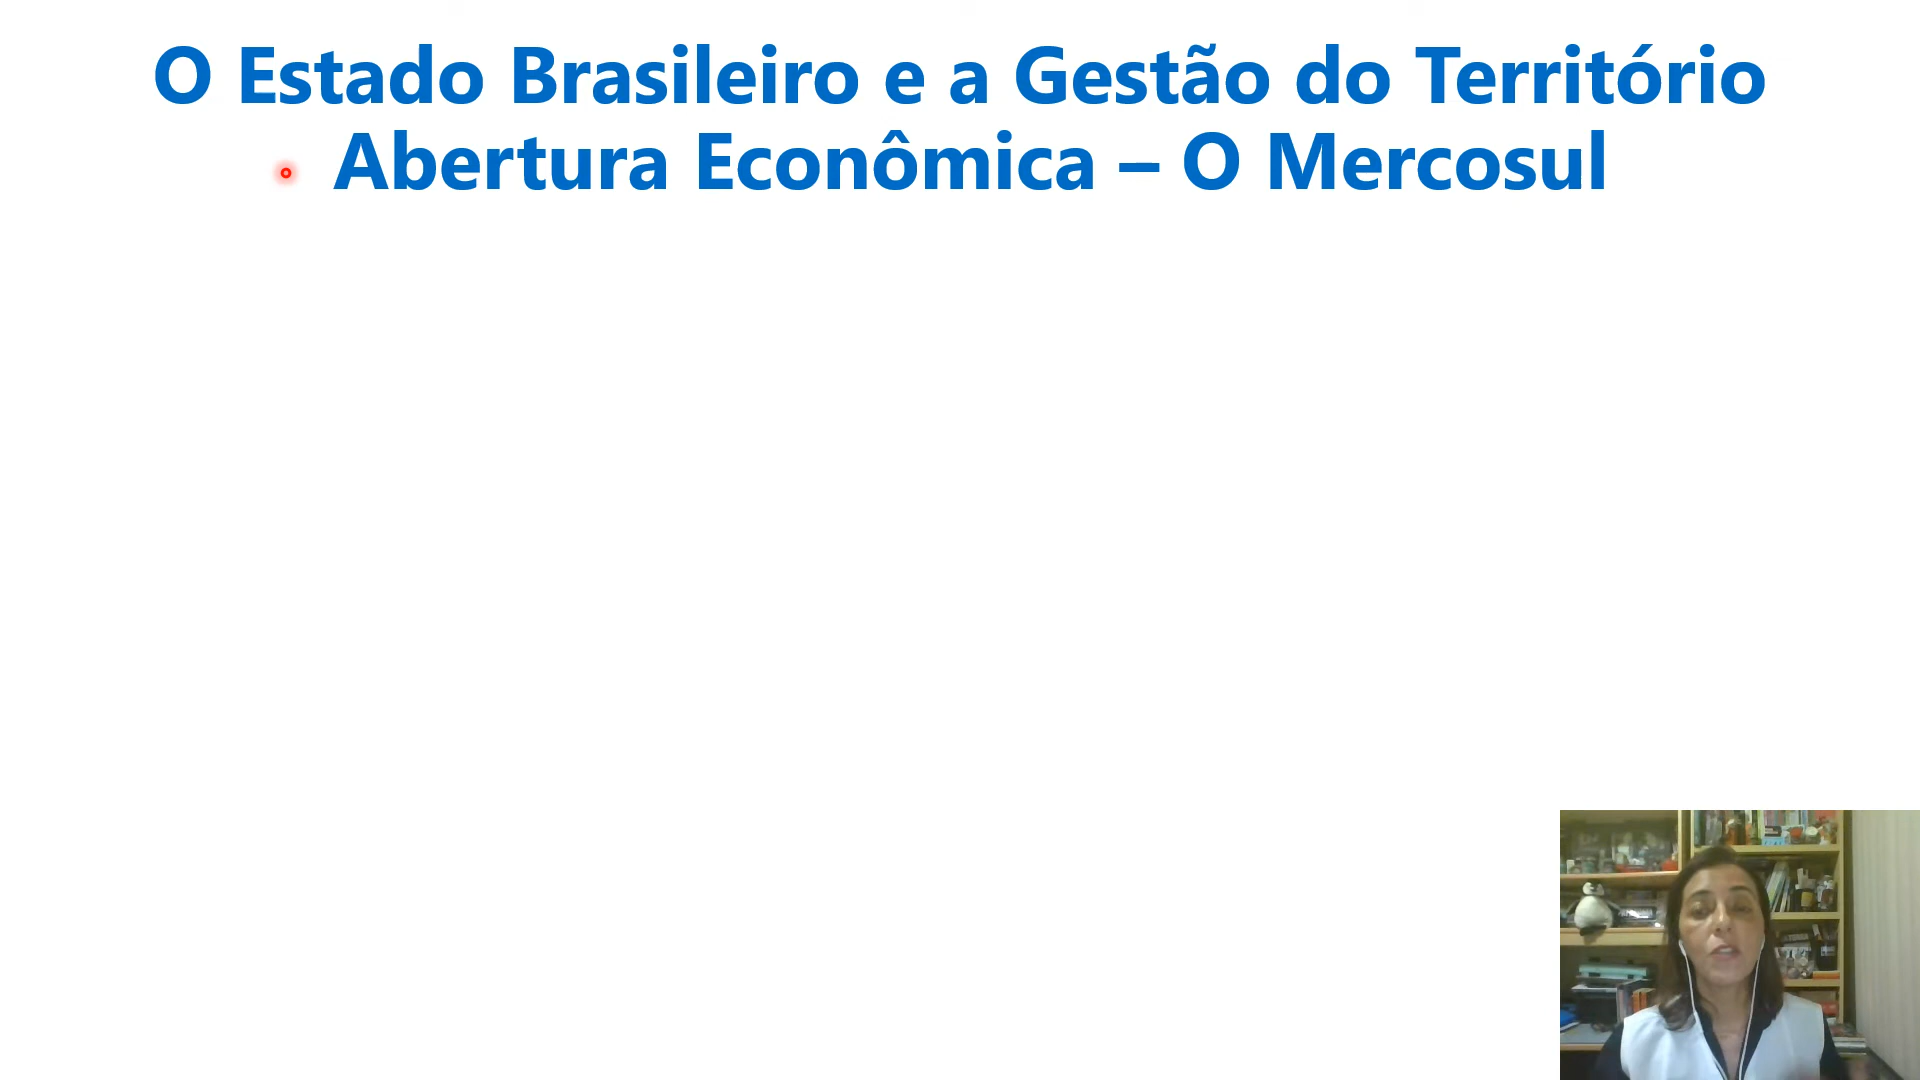 O Estado Brasileiro e a Gestão do Território
Abertura Econômica – O Mercosul